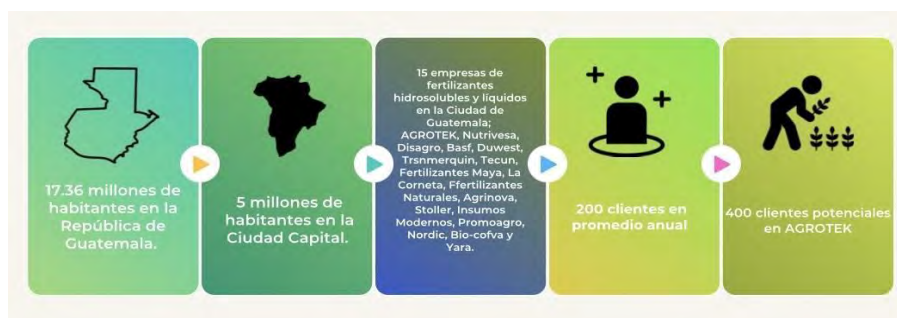 17.36 millones de
habitantes en la
República de
Guatemala.
5 millones de
habitantes en la
Ciudad Capital.
15 empresas de
fertilizantes
hidrosolubles y líquidos
en la Ciudad de
Guatemala;
AGROTEK, Nutrivesa,
Disagro, Basf, Duwest,
Trsnmerquin, Tecun,
Fertilizantes Maya, La
Corneta, Ffertilizantes
Naturales, Agrinova,
Stoller, Insumos
Modernos, Promoagro,
Nordic, Bio-cofva y
Yara.
200 clientes en
promedio anual
400 clientes potenciales
en AGROTEK